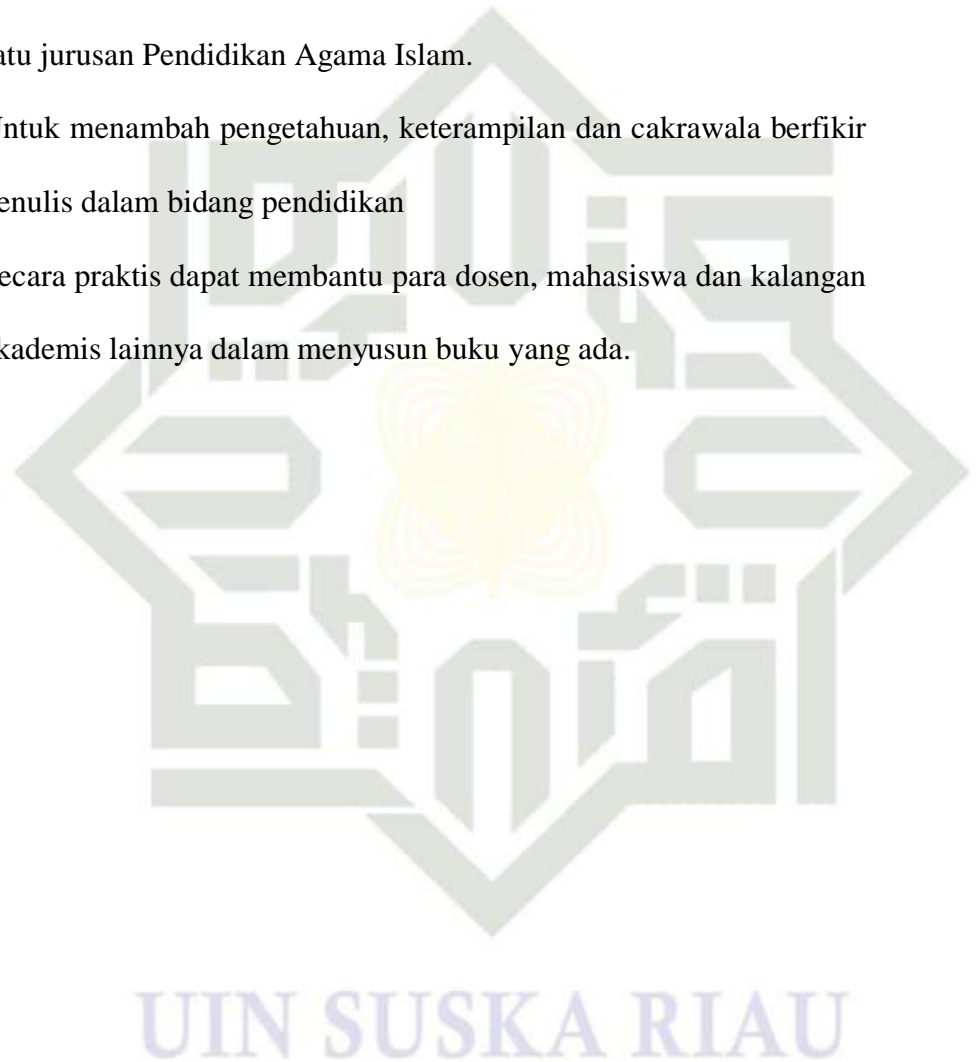 atu jurusan Pendidikan Agama Islam.
Untuk menambah pengetahuan, keterampilan dan cakrawala berfikir
enulis dalam bidang pendidikan
ecara praktis dapat membantu para dosen, mahasiswa dan kalangan
kademis lainnya dalam menyusun buku yang ada.
UIN SUSKA RIAU